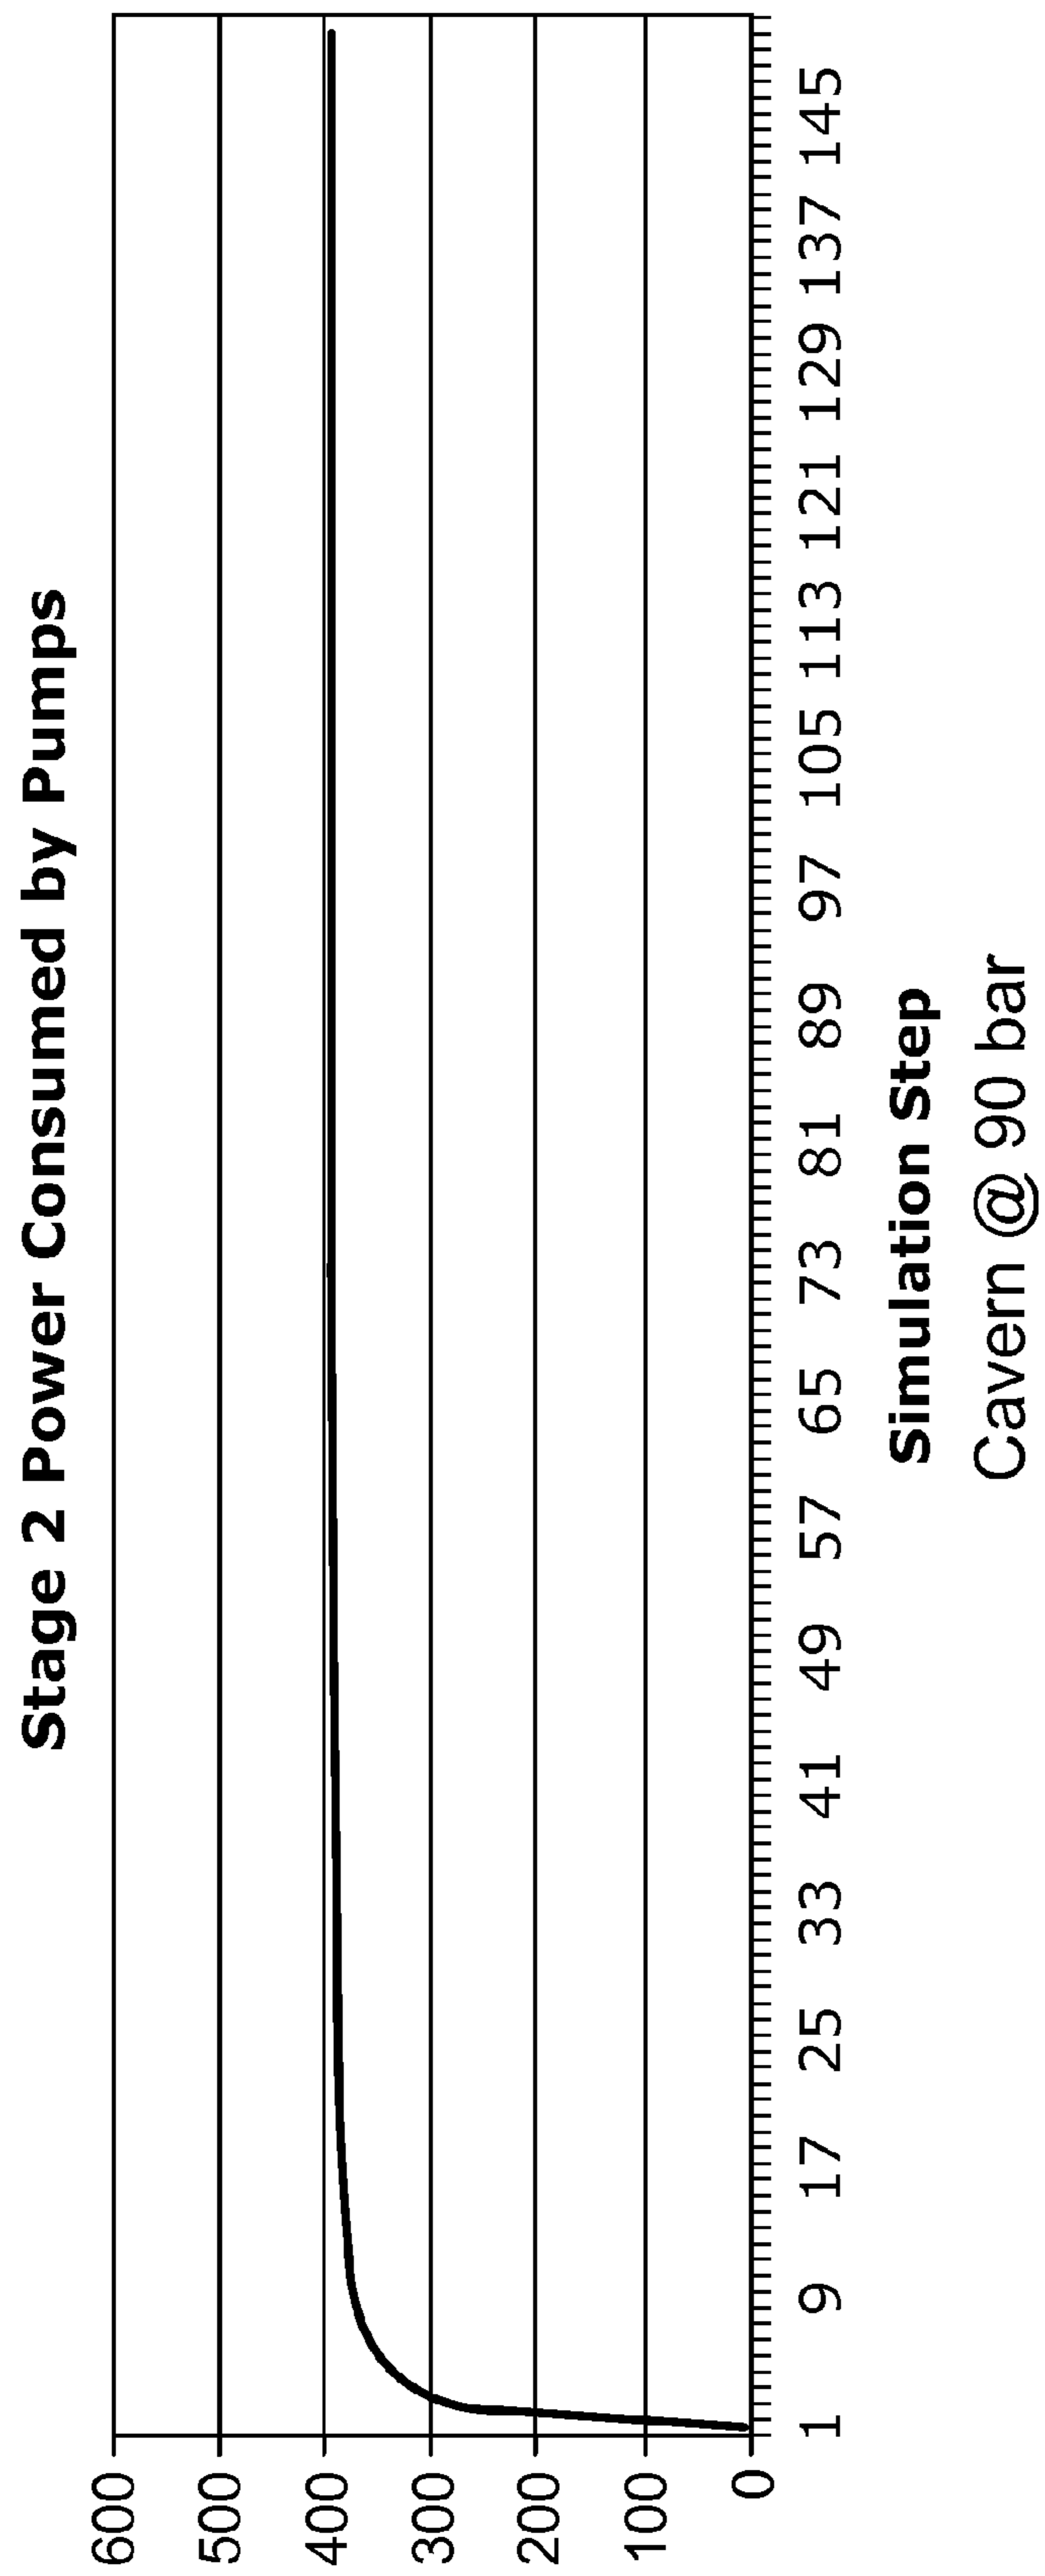 Stage 2 Power Consumed by Pumps
600
500
400
300
200
100
0
1 9 17 25 33 41 49 57 65 73 81 89 97 105 113 121 129 137 145
Simulation Step
Cavern @ 90 bar